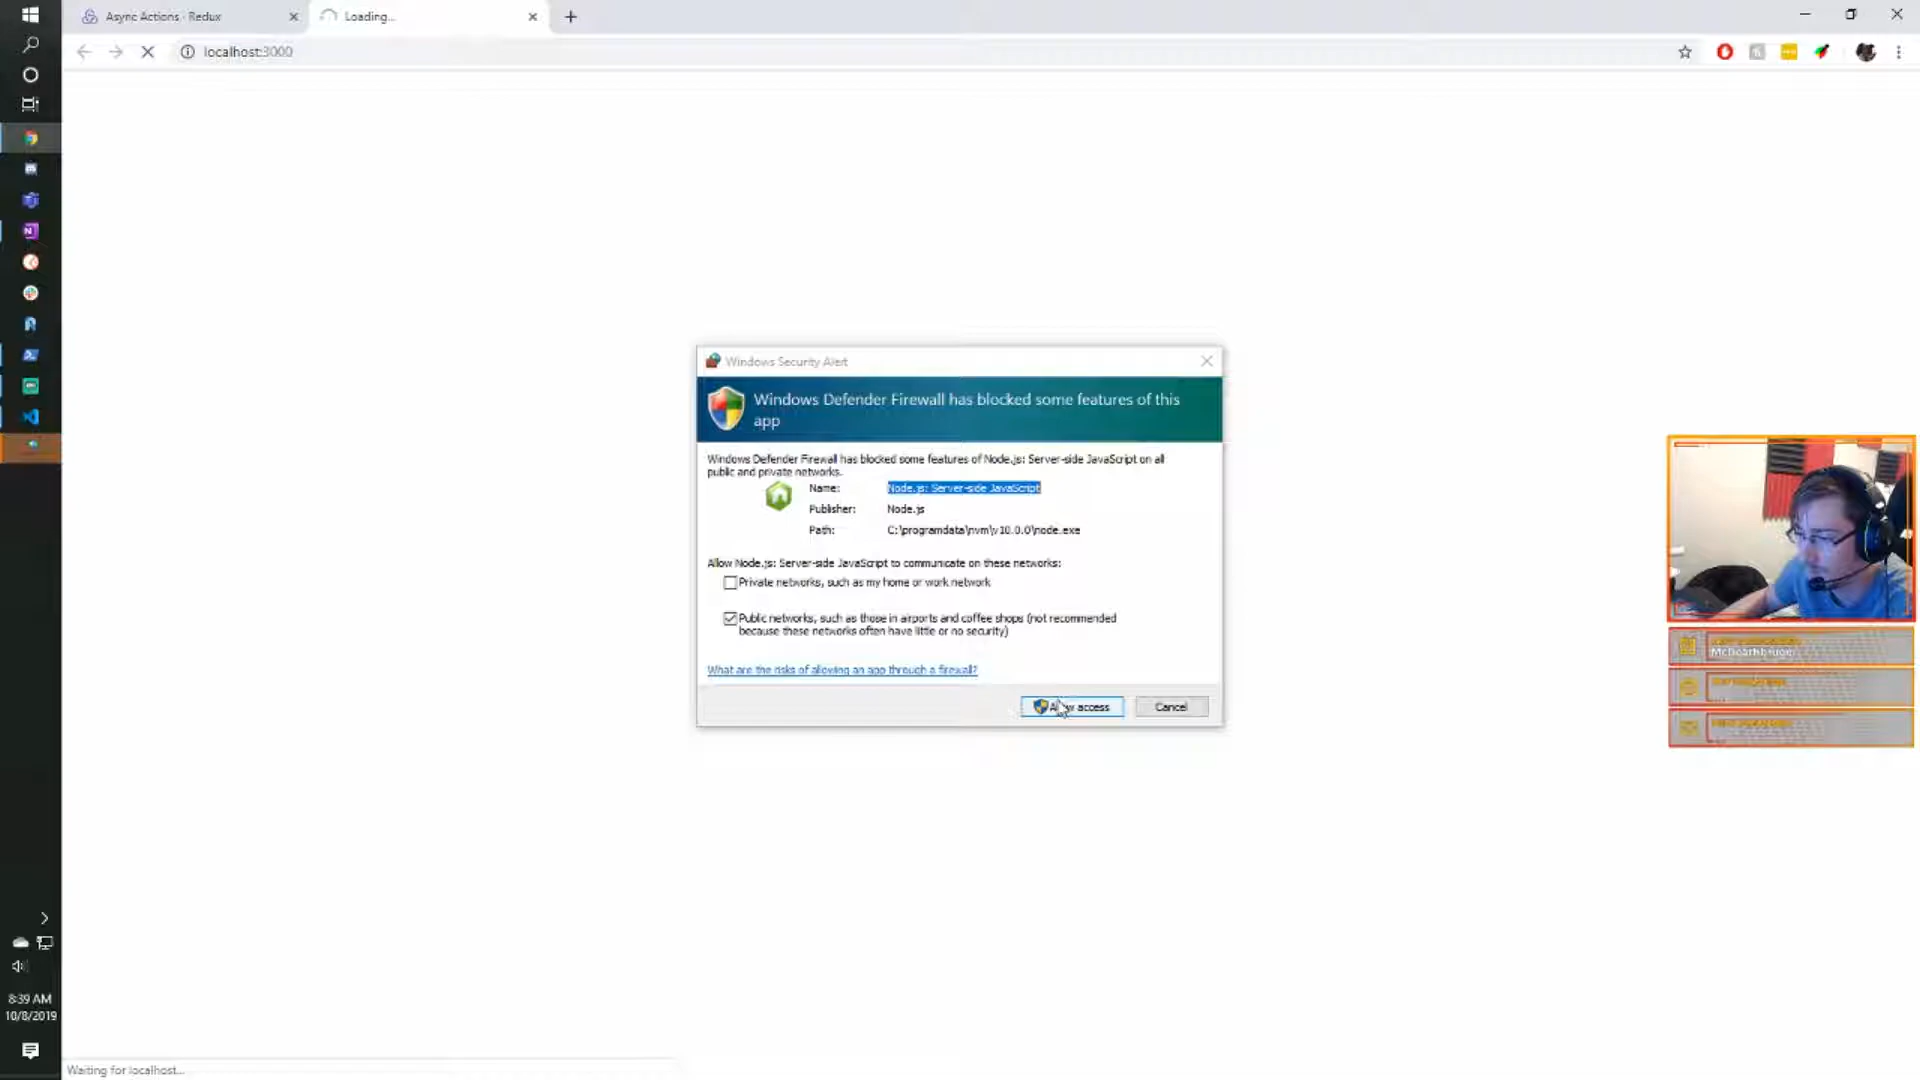 Async Actions · Redux
Loading...
localhost:3000
Windows Security Alert
Windows Defender Firewall has blocked some features of this
app
Windows Defender Firewall has blocked some features of Node.js: Server-side JavaScript on all
public and private networks.
Name: Node.js: Server-side JavaScript
Publisher: Node.js
Path: C:\programdata\nvm\v10.0.0\node.exe
Allow Node.js: Server-side JavaScript to communicate on these networks:
Private networks, such as my home or work network
Public networks, such as those in airports and coffee shops (not recommended
because these networks often have little or no security)
What are the risks of allowing an app through a firewall?
access
Cancel
8:39 AM
10/8/2019
Waiting for localhost...